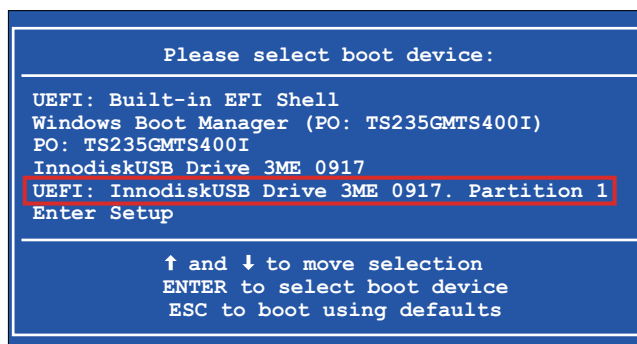 Please select boot device:
UEFI: Built-in EFI Shell
Windows Boot Manager (PO: TS235GMTS400I)
PO: TS235GMTS400I
InnodiskUSB Drive 3ME 0917
UEFI: InnodiskUSB Drive 3ME 0917. Partition 1
Enter Setup
↑ and ↓ to move selection
ENTER to select boot device
ESC to boot using defaults